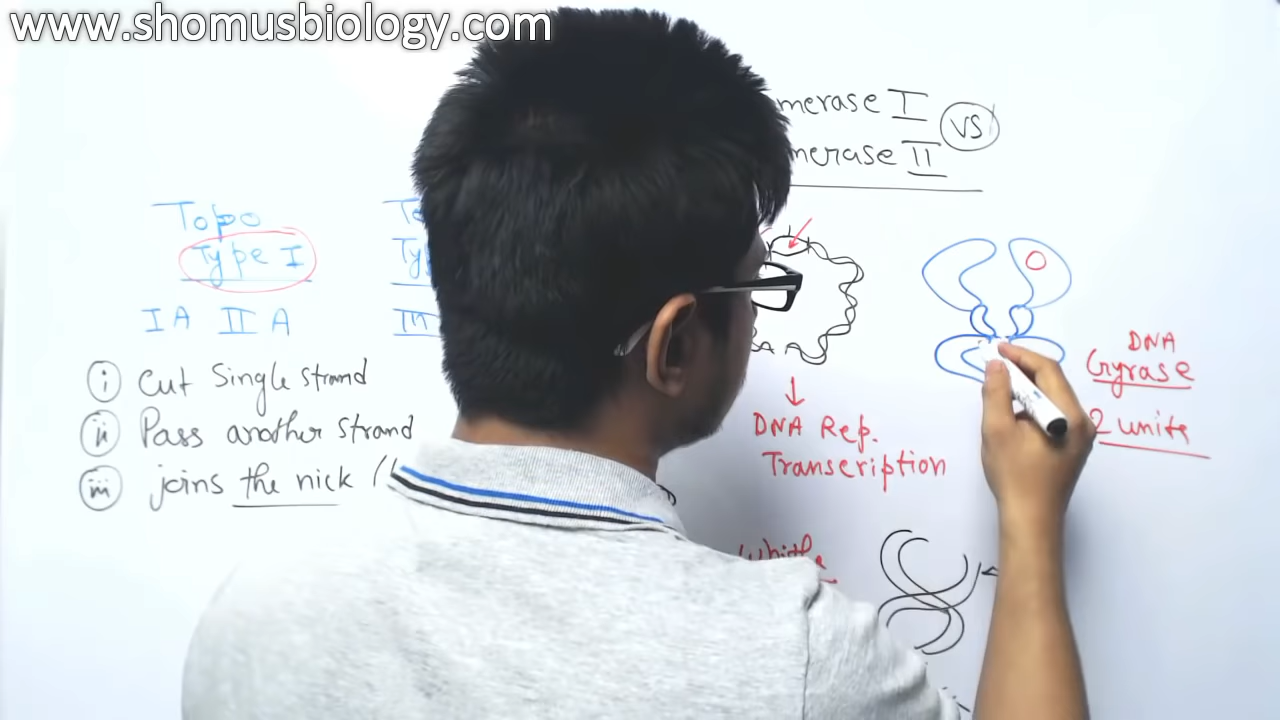 www.shomusbiology.com
merase I
VS
merase II
Topo
Type I
IA II A
i Cut Single strand
ii Pass another strand
iii joins the nick (
DNA Rep.
Transcription
DNA
Gyrase
2 units